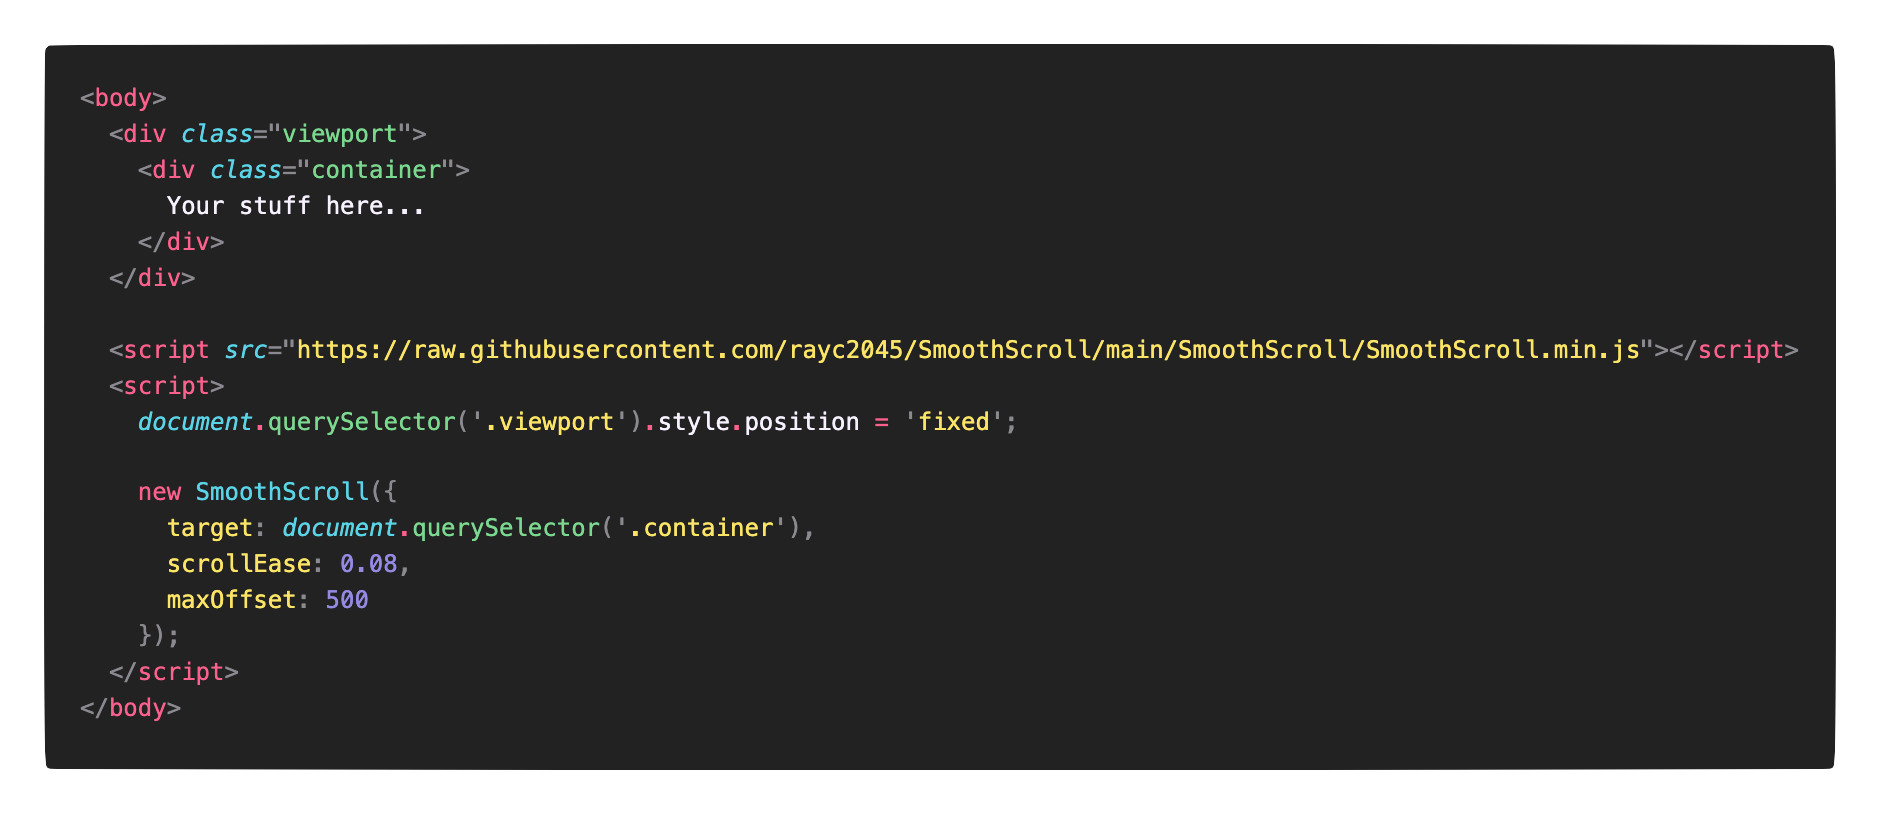 <body>
  <div class="viewport">
    <div class="container">
      Your stuff here...
    </div>
  </div>

  <script src="https://raw.githubusercontent.com/rayc2045/SmoothScroll/main/SmoothScroll/SmoothScroll.min.js"></script>
  <script>
    document.querySelector('.viewport').style.position = 'fixed';

    new SmoothScroll({
      target: document.querySelector('.container'),
      scrollEase: 0.08,
      maxOffset: 500
    });
  </script>
</body>